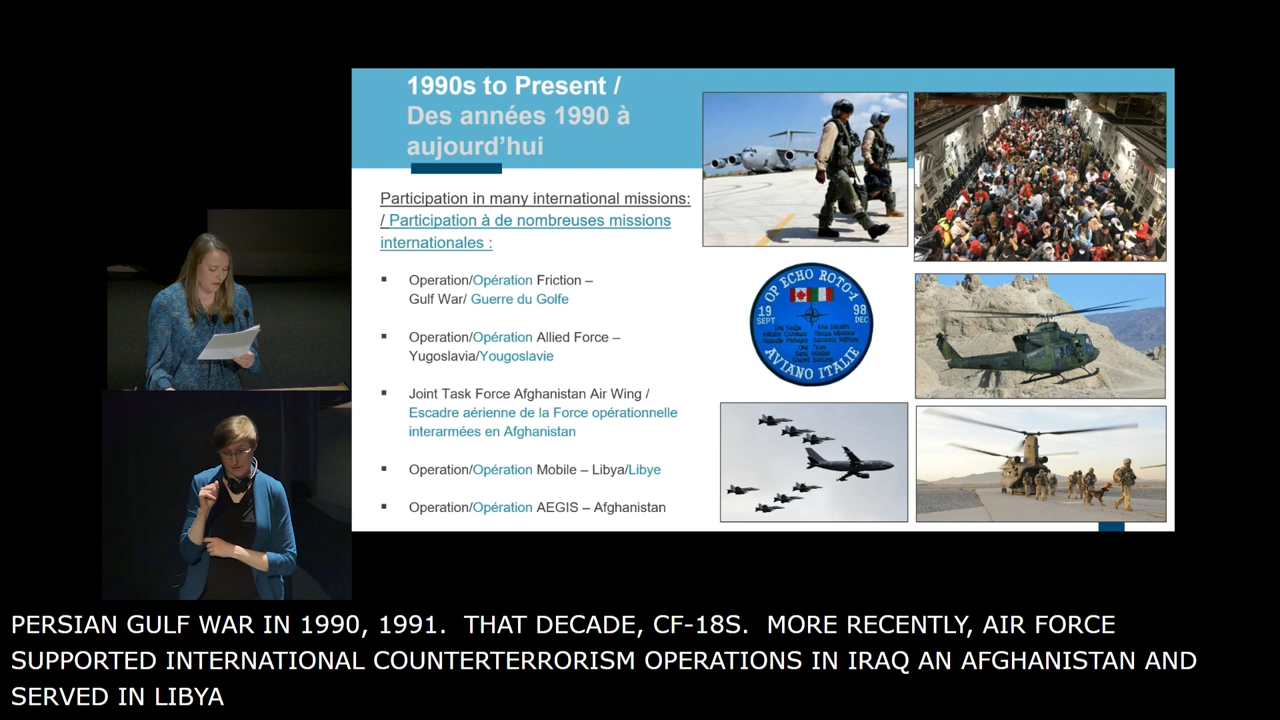 1990s to Present /
Des années 1990 à
aujourd'hui
Participation in many international missions:
/ Participation à de nombreuses missions
internationales :
▪ Operation/Opération Friction –
Gulf War/ Guerre du Golfe
▪ Operation/Opération Allied Force –
Yugoslavia/Yougoslavie
▪ Joint Task Force Afghanistan Air Wing /
Escadre aérienne de la Force opérationnelle
interarmées en Afghanistan
▪ Operation/Opération Mobile – Libya/Libye
▪ Operation/Opération AEGIS – Afghanistan
OP ECHO ROTO-1
19
SEPT
98
DEC
AVIANO ITALIE
PERSIAN GULF WAR IN 1990, 1991.  THAT DECADE, CF-18S.  MORE RECENTLY, AIR FORCE
SUPPORTED INTERNATIONAL COUNTERTERRORISM OPERATIONS IN IRAQ AN AFGHANISTAN AND
SERVED IN LIBYA